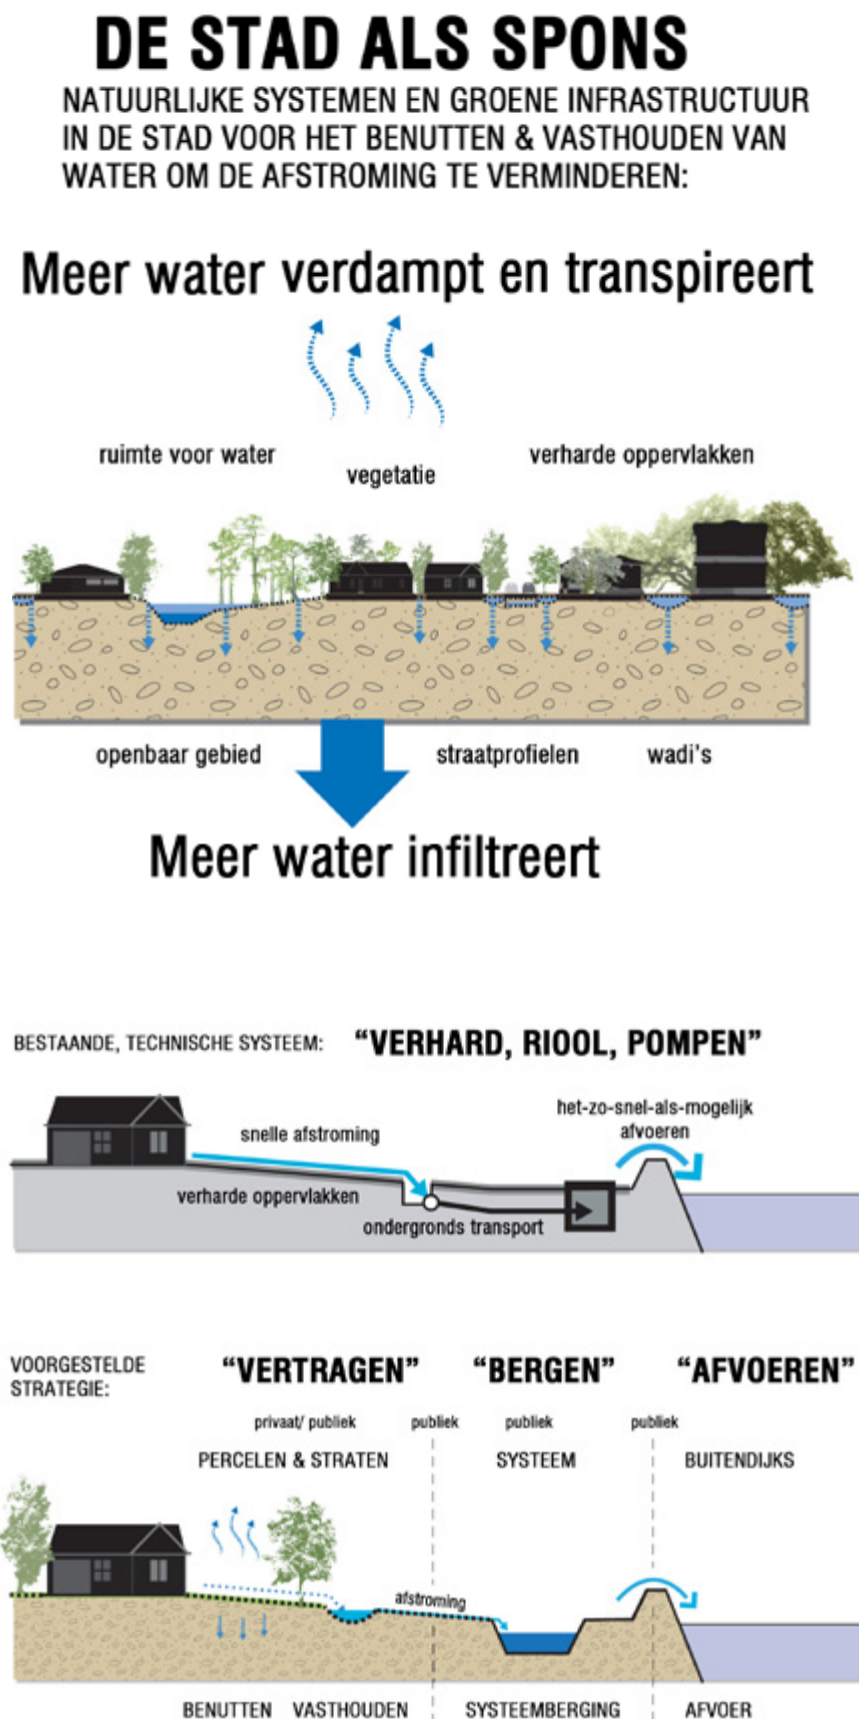 DE STAD ALS SPONS
NATUURLIJKE SYSTEMEN EN GROENE INFRASTRUCTUUR
IN DE STAD VOOR HET BENUTTEN & VASTHOUDEN VAN
WATER OM DE AFSTROMING TE VERMINDEREN:
Meer water verdampt en transpireert
ruimte voor water
vegetatie
verharde oppervlakken
openbaar gebied
straatprofielen
wadi's
Meer water infiltreert
BESTAANDE, TECHNISCHE SYSTEEM: “VERHARD, RIOOL, POMPEN”
het-zo-snel-als-mogelijk
afvoeren
snelle afstroming
verharde oppervlakken
ondergronds transport
VOORGESTELDE
STRATEGIE:
“VERTRAGEN” “BERGEN” “AFVOEREN”
privaat/ publiek publiek publiek publiek
PERCELEN & STRATEN SYSTEEM BUITENDIJKS
afstroming
BENUTTEN VASTHOUDEN SYSTEEMBERGING AFVOER